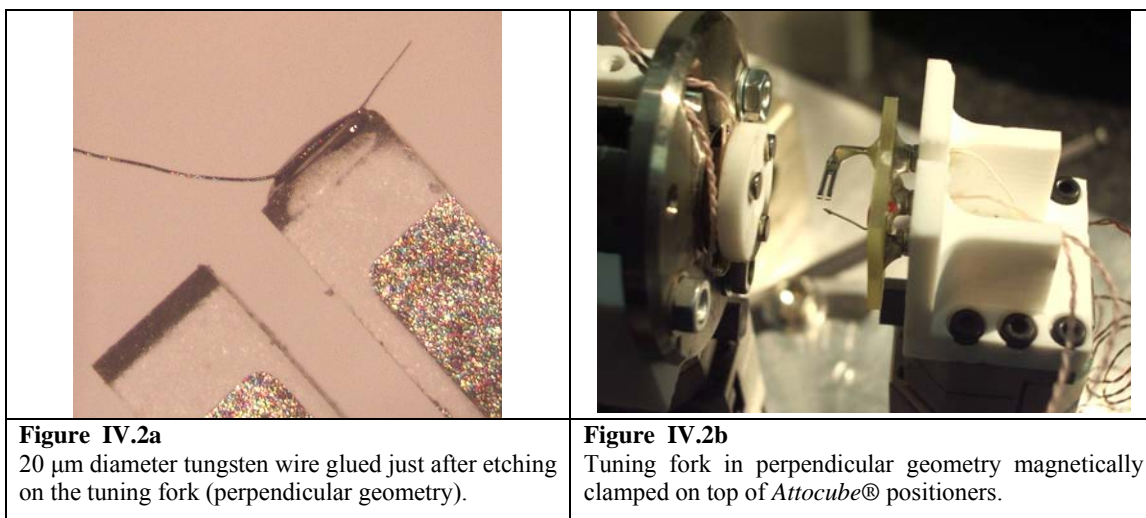 Figure IV.2a
20 μm diameter tungsten wire glued just after etching
on the tuning fork (perpendicular geometry).
Figure IV.2b
Tuning fork in perpendicular geometry magnetically
clamped on top of Attocube® positioners.